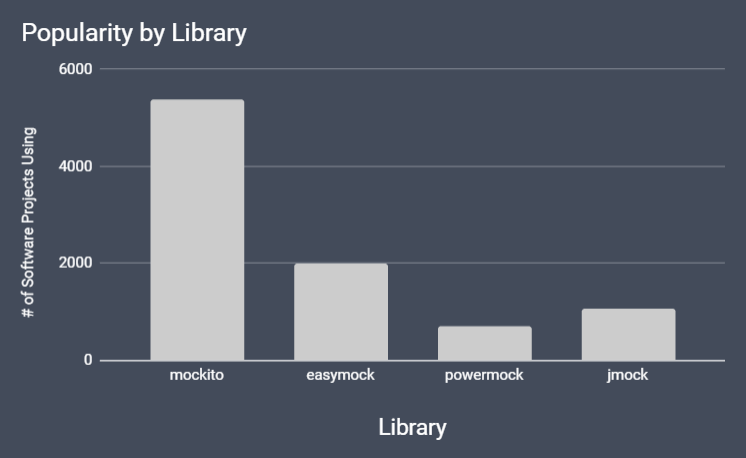 Popularity by Library
# of Software Projects Using
6000
4000
2000
0
mockito easymock powermock jmock
Library